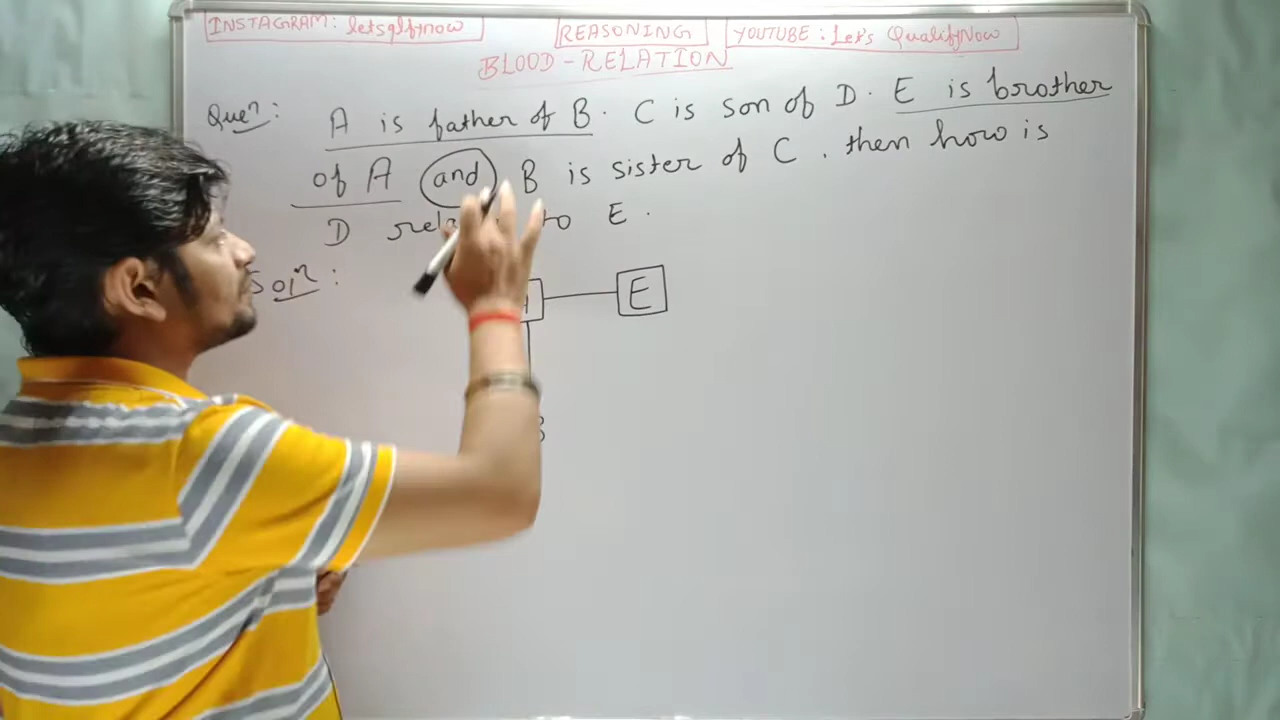 INSTAGRAM: letsqlfynow
REASONING
YOUTUBE: Let's QualifyNow
BLOOD-RELATION
Queⁿ: A is father of B. C is son of D. E is brother
of A and B is sister of C. then how is
D to E.
Solⁿ:
E